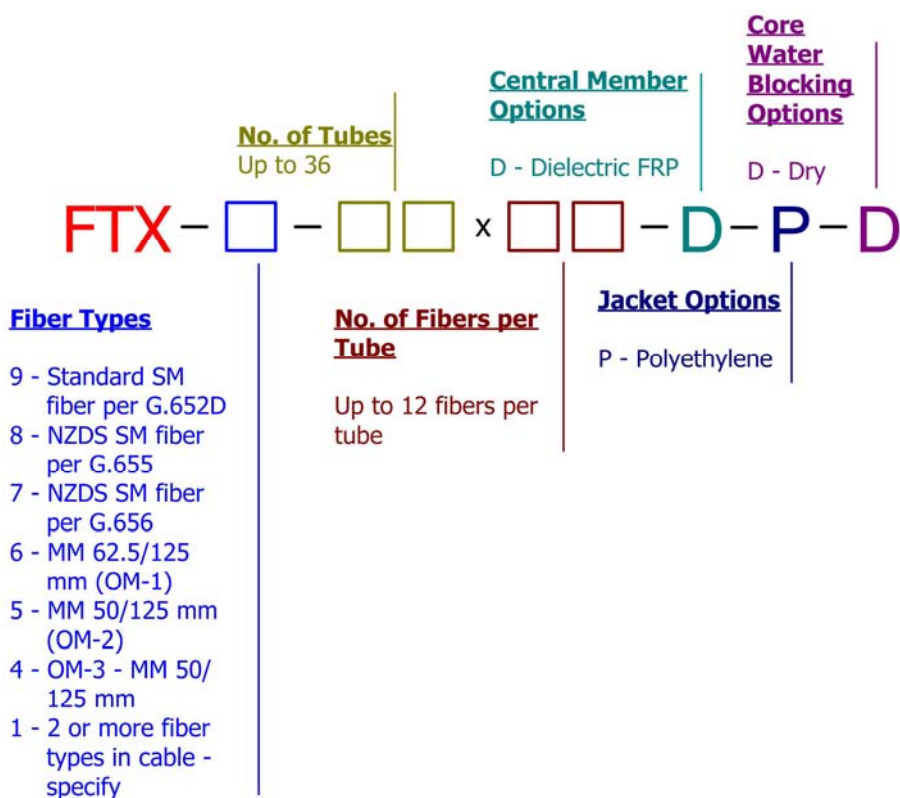 Core
Water
Blocking
Options
D - Dry
Central Member
Options
D - Dielectric FRP
No. of Tubes
Up to 36
FTX – □ – □□ x □□ – D – P – D
Fiber Types
9 - Standard SM
fiber per G.652D
8 - NZDS SM fiber
per G.655
7 - NZDS SM fiber
per G.656
6 - MM 62.5/125
mm (OM-1)
5 - MM 50/125 mm
(OM-2)
4 - OM-3 - MM 50/
125 mm
1 - 2 or more fiber
types in cable -
specify
No. of Fibers per
Tube
Up to 12 fibers per
tube
Jacket Options
P - Polyethylene